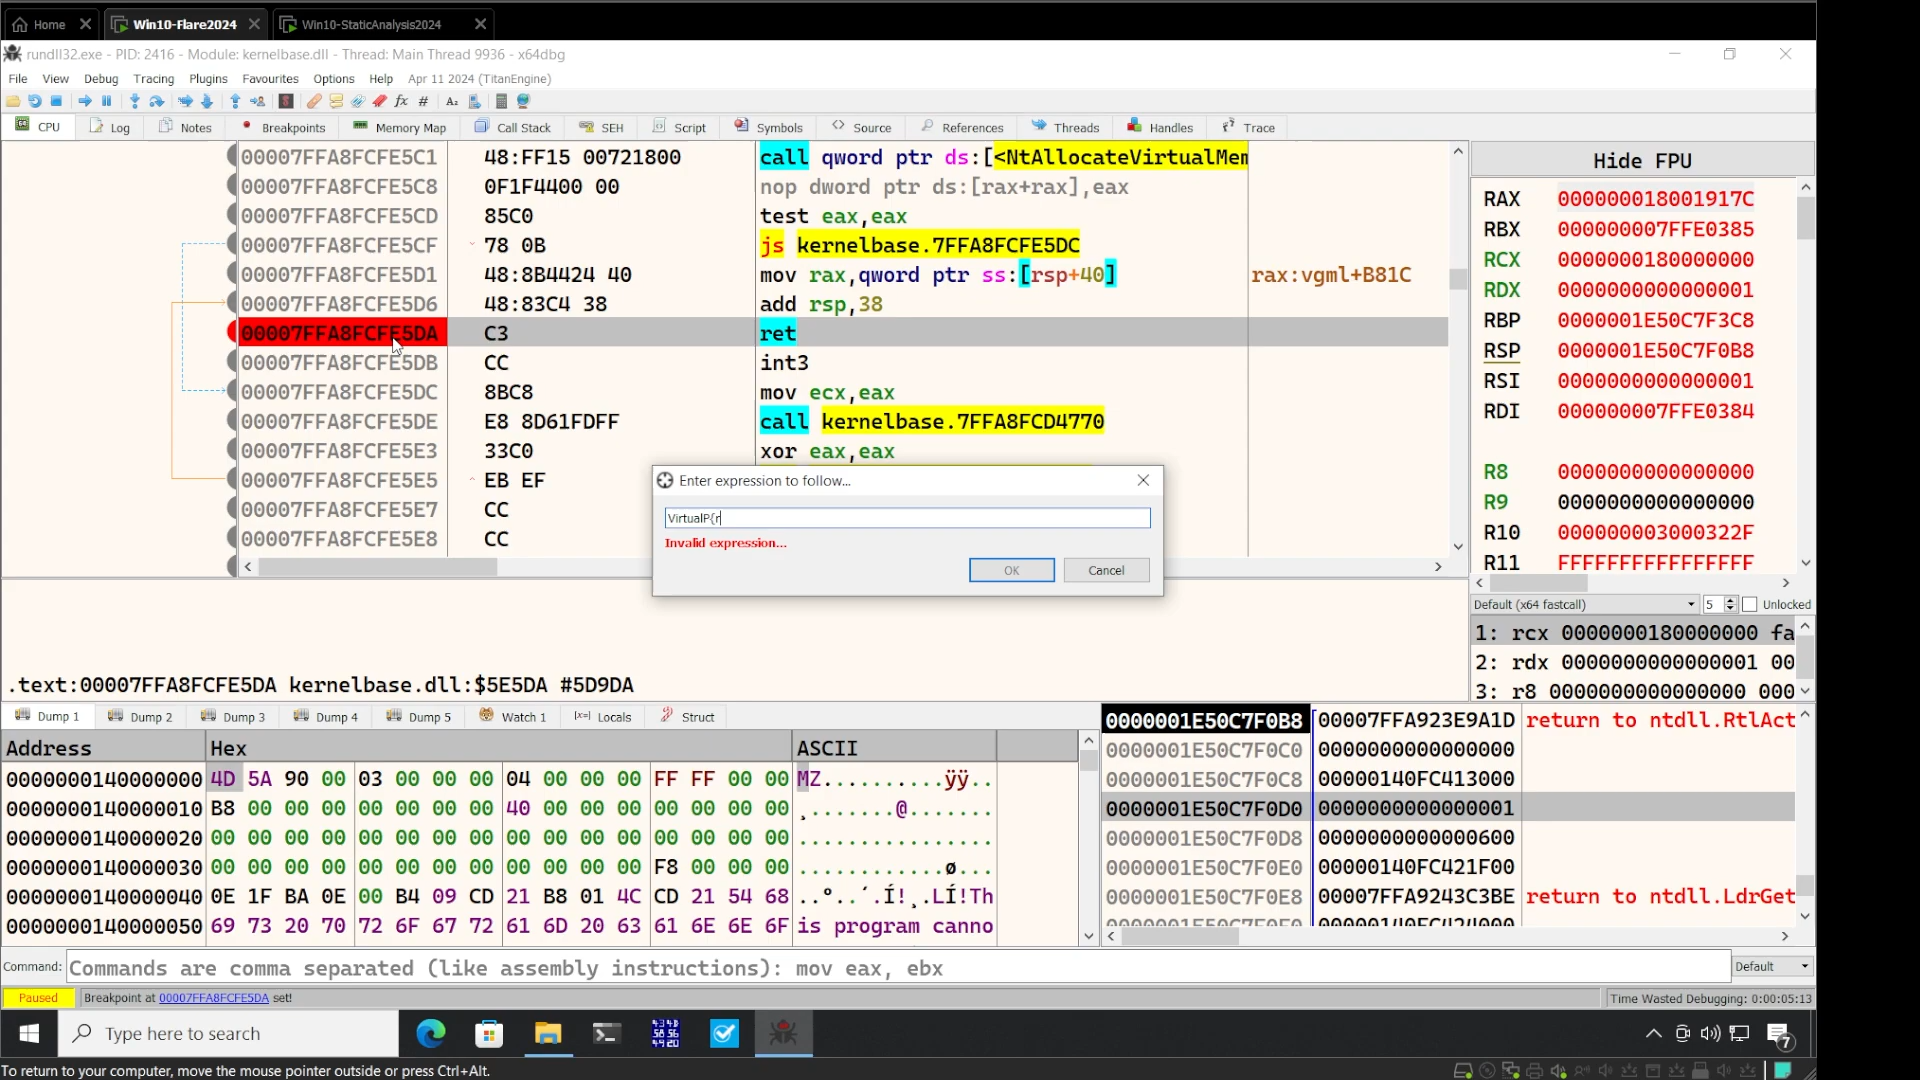 Home
Win10-Flare2024
Win10-StaticAnalysis2024
rundll32.exe - PID: 2416 - Module: kernelbase.dll - Thread: Main Thread 9936 - x64dbg
File View Debug Tracing Plugins Favourites Options Help Apr 11 2024 (TitanEngine)
CPU Log Notes Breakpoints Memory Map Call Stack SEH Script Symbols Source References Threads Handles Trace
00007FFA8FCFE5C1 48:FF15 00721800 call qword ptr ds:[<NtAllocateVirtualMem
00007FFA8FCFE5C8 0F1F4400 00 nop dword ptr ds:[rax+rax],eax
00007FFA8FCFE5CD 85C0 test eax,eax
00007FFA8FCFE5CF 78 0B js kernelbase.7FFA8FCFE5DC
00007FFA8FCFE5D1 48:8B4424 40 mov rax,qword ptr ss:[rsp+40] rax:vgml+B81C
00007FFA8FCFE5D6 48:83C4 38 add rsp,38
00007FFA8FCFE5DA C3 ret
00007FFA8FCFE5DB CC int3
00007FFA8FCFE5DC 8BC8 mov ecx,eax
00007FFA8FCFE5DE E8 8D61FDFF call kernelbase.7FFA8FCD4770
00007FFA8FCFE5E3 33C0 xor eax,eax
00007FFA8FCFE5E5 EB EF
00007FFA8FCFE5E7 CC
00007FFA8FCFE5E8 CC
Enter expression to follow...
VirtualP{r
Invalid expression...
OK Cancel
Hide FPU
RAX 000000018001917C
RBX 000000007FFE0385
RCX 0000000180000000
RDX 0000000000000001
RBP 0000001E50C7F3C8
RSP 0000001E50C7F0B8
RSI 0000000000000001
RDI 000000007FFE0384
R8 0000000000000000
R9 0000000000000000
R10 000000003000322F
R11 FFFFFFFFFFFFFFFF
Default (x64 fastcall) 5 Unlocked
1: rcx 0000000180000000 fa
2: rdx 0000000000000001 00
3: r8 0000000000000000 000
.text:00007FFA8FCFE5DA kernelbase.dll:$5E5DA #5D9DA
Dump 1 Dump 2 Dump 3 Dump 4 Dump 5 Watch 1 Locals Struct
Address Hex ASCII
0000000140000000 4D 5A 90 00 03 00 00 00 04 00 00 00 FF FF 00 00 MZ..........ÿÿ..
0000000140000010 B8 00 00 00 00 00 00 00 40 00 00 00 00 00 00 00 ¸.......@.......
0000000140000020 00 00 00 00 00 00 00 00 00 00 00 00 00 00 00 00 ................
0000000140000030 00 00 00 00 00 00 00 00 00 00 00 00 F8 00 00 00 ............ø...
0000000140000040 0E 1F BA 0E 00 B4 09 CD 21 B8 01 4C CD 21 54 68 ..º..´.Í!¸.LÍ!Th
0000000140000050 69 73 20 70 72 6F 67 72 61 6D 20 63 61 6E 6E 6F is program canno
0000001E50C7F0B8 00007FFA923E9A1D return to ntdll.RtlAct
0000001E50C7F0C0 0000000000000000
0000001E50C7F0C8 00000140FC413000
0000001E50C7F0D0 0000000000000001
0000001E50C7F0D8 0000000000000600
0000001E50C7F0E0 00000140FC421F00
0000001E50C7F0E8 00007FFA9243C3BE return to ntdll.LdrGet
Command: Commands are comma separated (like assembly instructions): mov eax, ebx Default
Paused Breakpoint at 00007FFA8FCFE5DA set! Time Wasted Debugging: 0:00:05:13
Type here to search
7
To return to your computer, move the mouse pointer outside or press Ctrl+Alt.